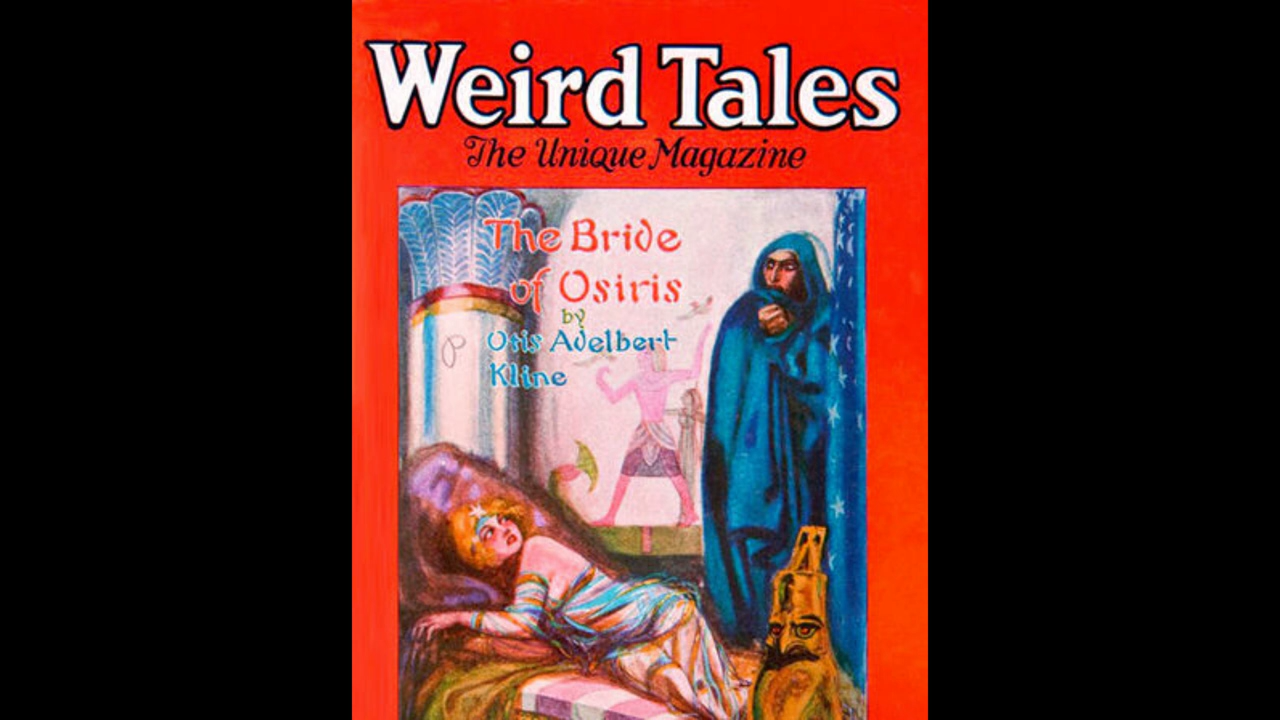 Weird Tales
The Unique Magazine
The Bride
of Osiris
by
Otis Adelbert
Kline